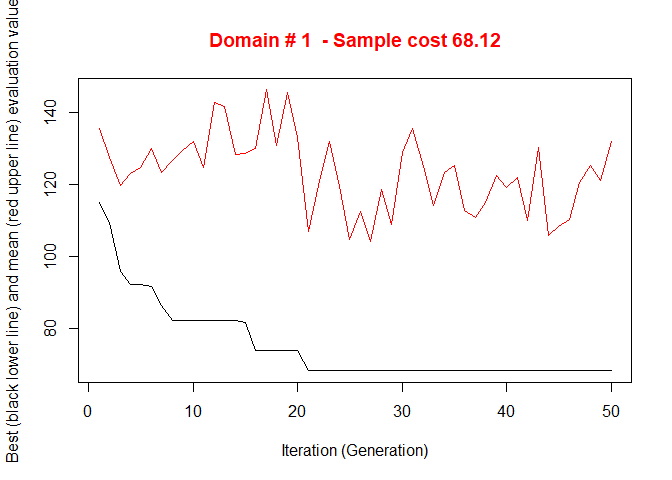 Domain # 1  - Sample cost 68.12
Best (black lower line) and mean (red upper line) evaluation value
140
120
100
80
0 10 20 30 40 50
Iteration (Generation)